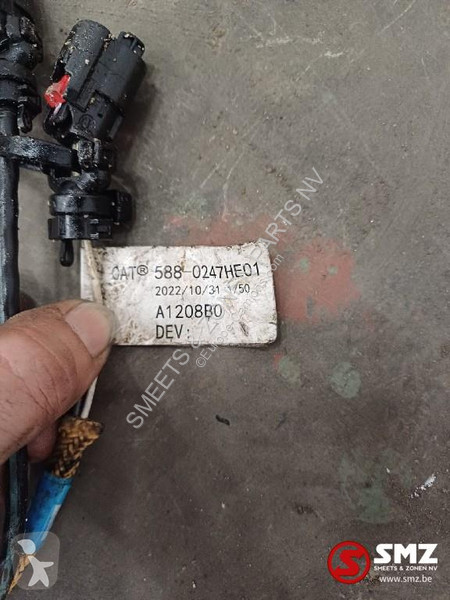 CAT® 588-0247HE01
2022/10/31 1/50
A1208B0
DEV:
SMEETS & ZONEN PARTS NV
SMZ
SMEETS & ZONEN NV
www.smz.be